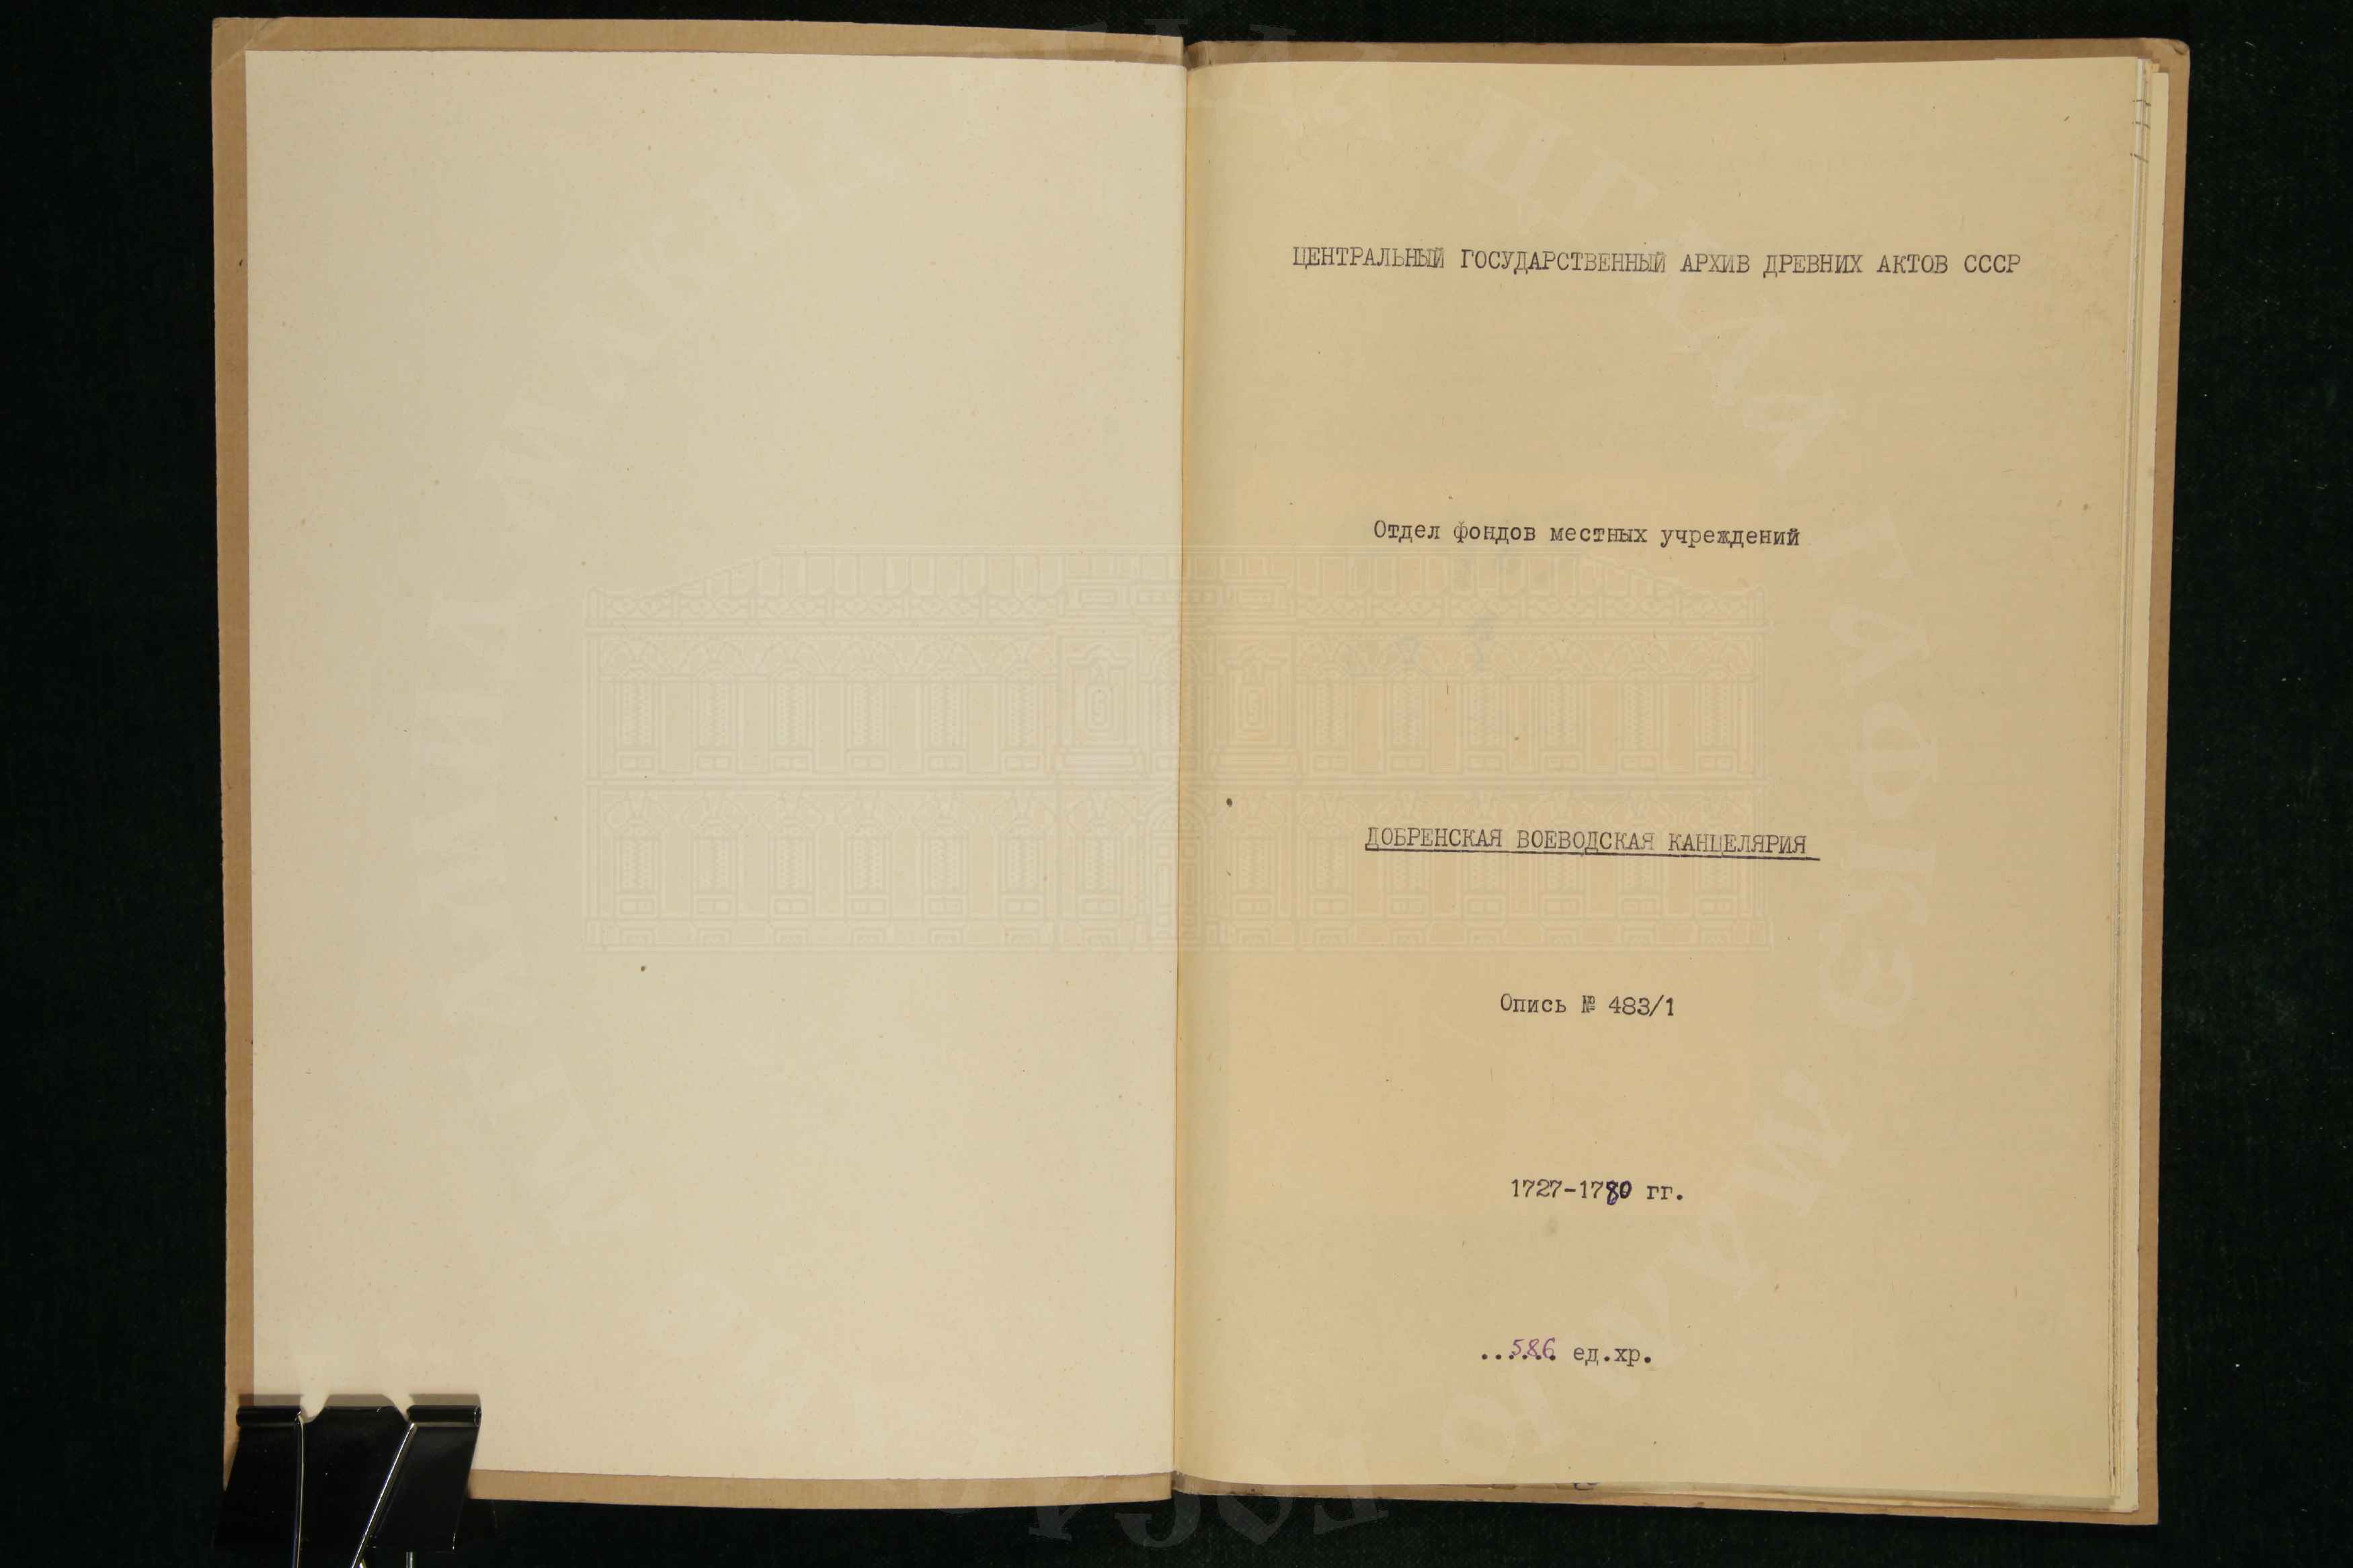 ЦЕНТРАЛЬНЫЙ ГОСУДАРСТВЕННЫЙ АРХИВ ДРЕВНИХ АКТОВ СССР
Отдел фондов местных учреждений
ДОБРЕНСКАЯ ВОЕВОДСКАЯ КАНЦЕЛЯРИЯ
Опись № 483/1
1727-1780 гг.
...586 ед.хр.